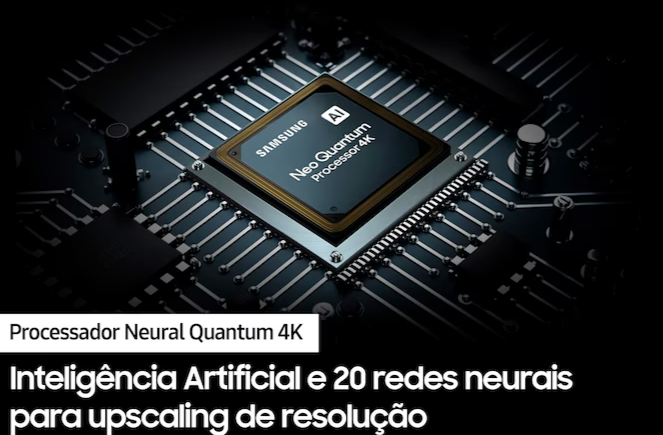 SAMSUNG
AI
Neo Quantum
Processor 4K
Processador Neural Quantum 4K
Inteligência Artificial e 20 redes neurais
para upscaling de resolução